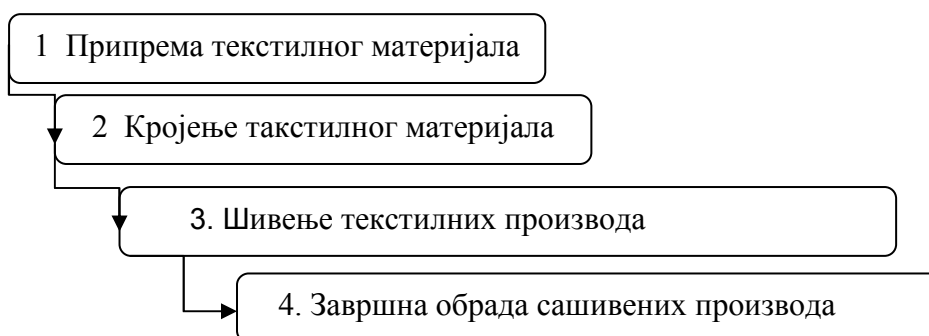 1 Припрема текстилног материјала
2 Кројење такстилног материјала
3. Шивење текстилних производа
4. Завршна обрада сашивених производа